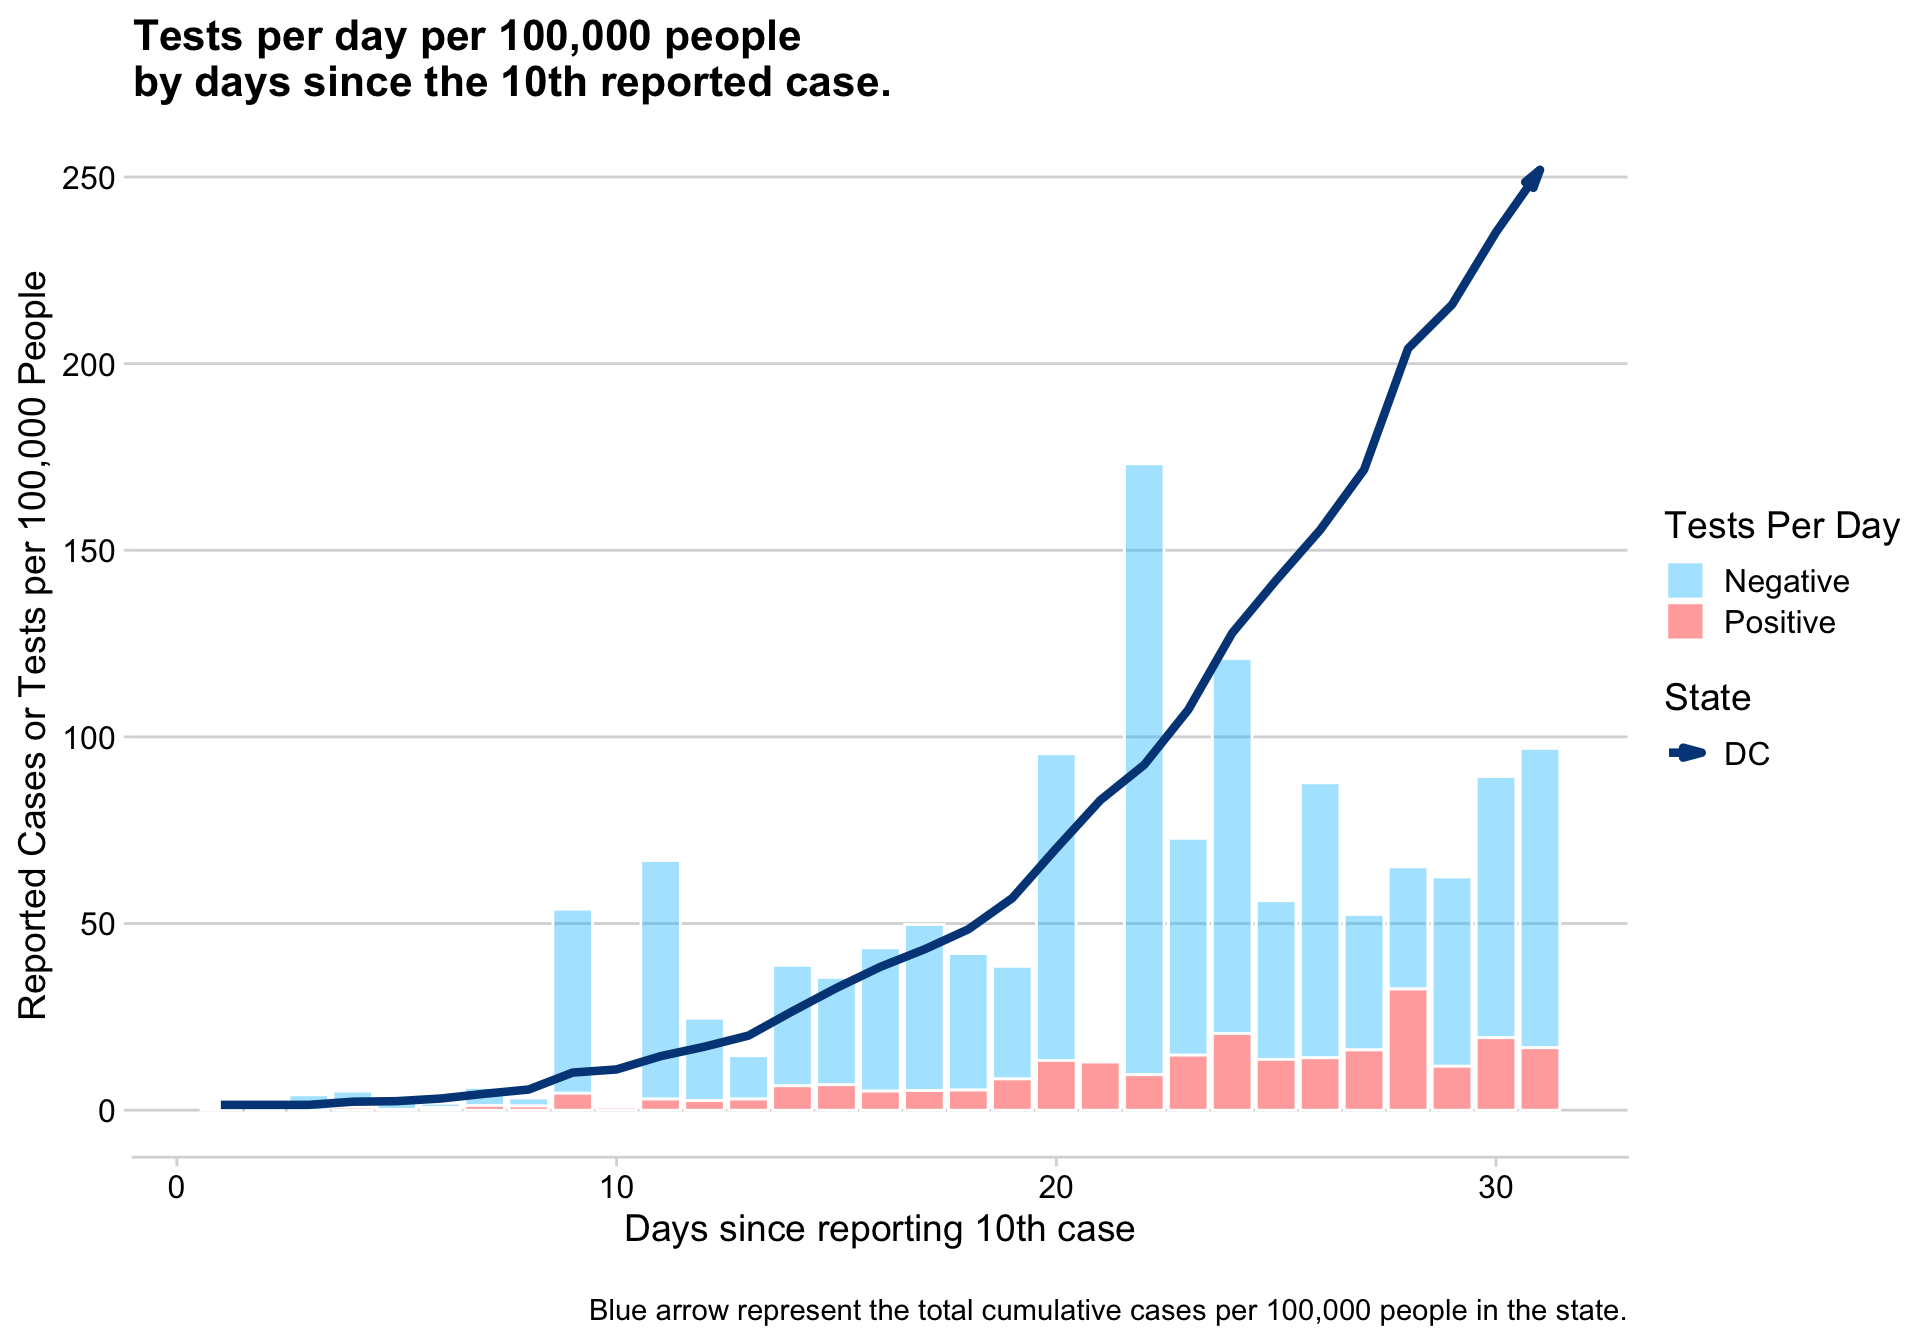 Tests per day per 100,000 people
by days since the 10th reported case.
Reported Cases or Tests per 100,000 People
250
200
150
100
50
0
0
10
20
30
Days since reporting 10th case
Tests Per Day
Negative
Positive
State
DC
Blue arrow represent the total cumulative cases per 100,000 people in the state.